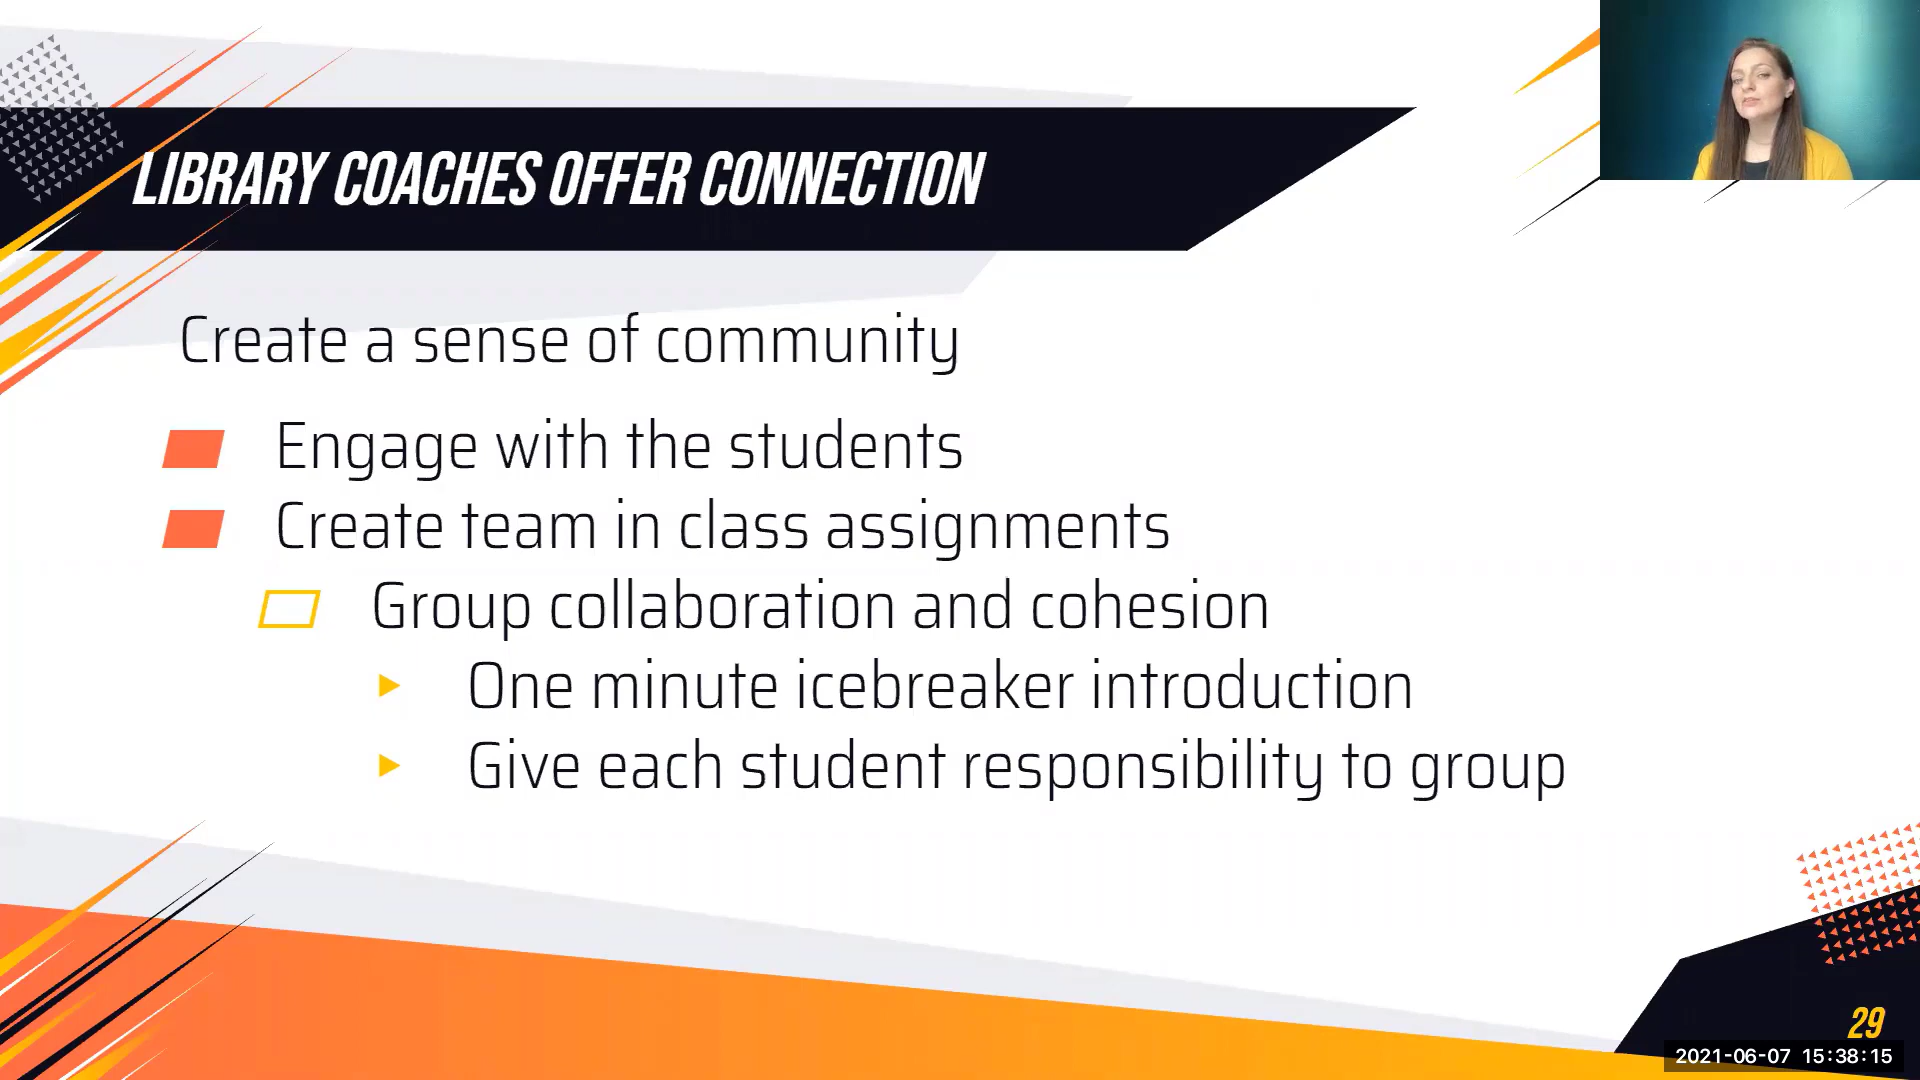 LIBRARY COACHES OFFER CONNECTION
Create a sense of community
Engage with the students
Create team in class assignments
Group collaboration and cohesion
One minute icebreaker introduction
Give each student responsibility to group
29
2021-06-07 15:38:15